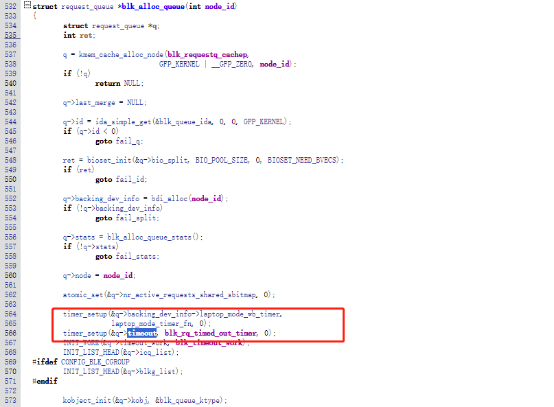 532 struct request_queue *blk_alloc_queue(int node_id)
533 {
534 struct request_queue *q;
535 int ret;
536
537 q = kmem_cache_alloc_node(blk_requestq_cachep,
538 GFP_KERNEL | __GFP_ZERO, node_id);
539 if (!q)
540 return NULL;
541
542 q->last_merge = NULL;
543
544 q->id = ida_simple_get(&blk_queue_ida, 0, 0, GFP_KERNEL);
545 if (q->id < 0)
546 goto fail_q;
547
548 ret = bioset_init(&q->bio_split, BIO_POOL_SIZE, 0, BIOSET_NEED_BVECS);
549 if (ret)
550 goto fail_id;
551
552 q->backing_dev_info = bdi_alloc(node_id);
553 if (!q->backing_dev_info)
554 goto fail_split;
555
556 q->stats = blk_alloc_queue_stats();
557 if (!q->stats)
558 goto fail_stats;
559
560 q->node = node_id;
561
562 atomic_set(&q->nr_active_requests_shared_sbitmap, 0);
563
564 timer_setup(&q->backing_dev_info->laptop_mode_wb_timer,
565 laptop_mode_timer_fn, 0);
566 timer_setup(&q->timeout, blk_rq_timed_out_timer, 0);
567 INIT_WORK(&q->timeout_work, blk_timeout_work);
568 INIT_LIST_HEAD(&q->icq_list);
569 #ifdef CONFIG_BLK_CGROUP
570 INIT_LIST_HEAD(&q->blkg_list);
571 #endif
572
573 kobject_init(&q->kobj, &blk_queue_ktype);